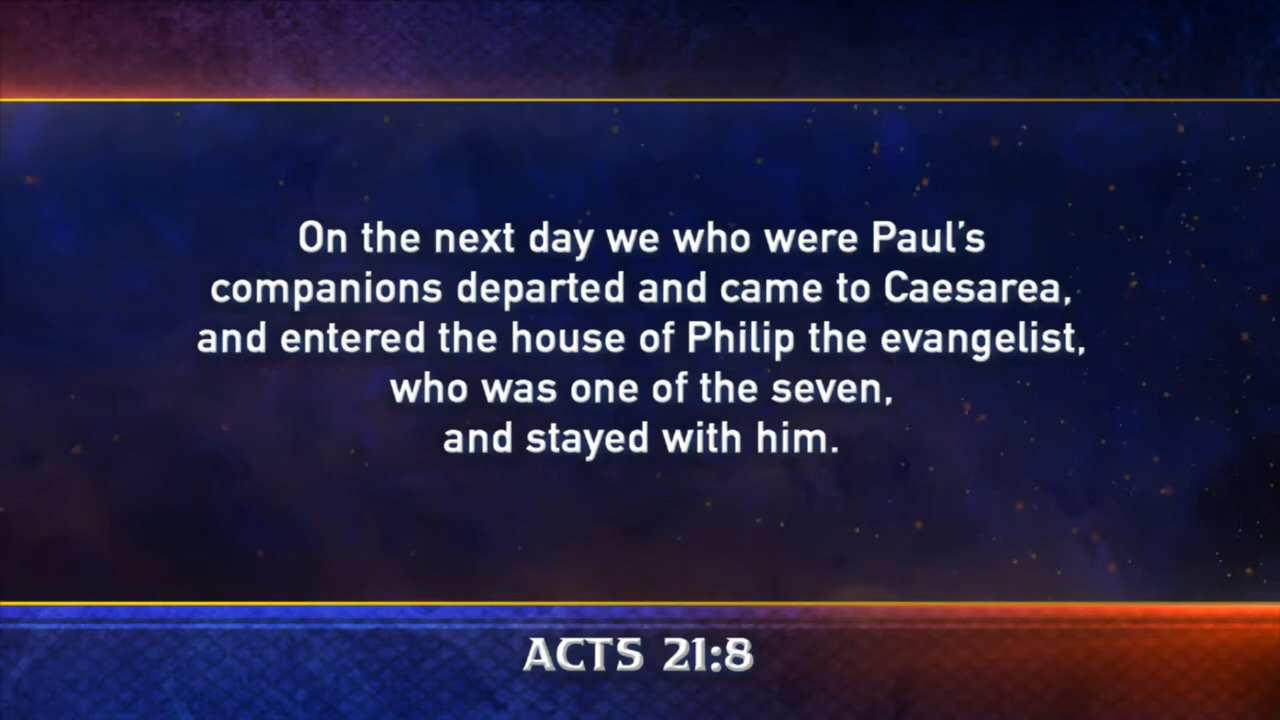 On the next day we who were Paul’s
companions departed and came to Caesarea,
and entered the house of Philip the evangelist,
who was one of the seven,
and stayed with him.
ACTS 21:8